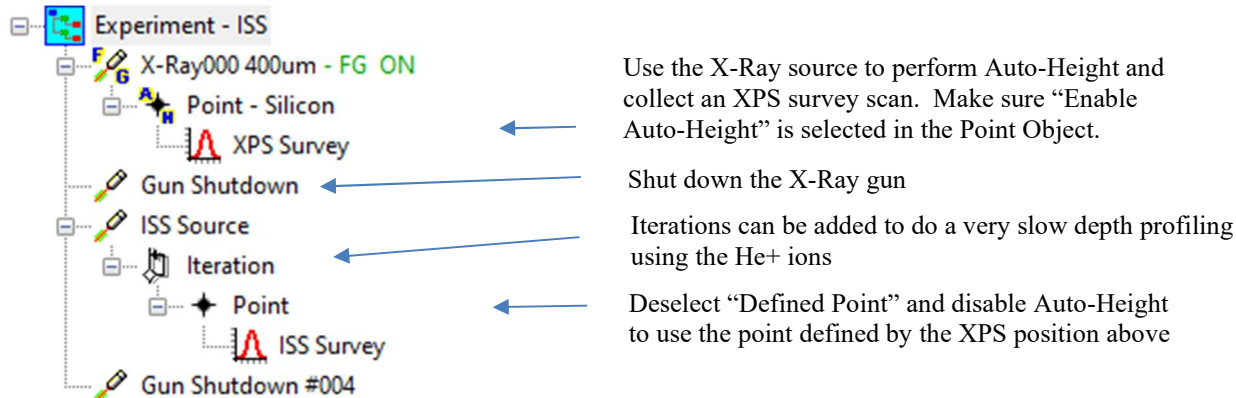 Experiment - ISS
X-Ray000 400um - FG ON
Point - Silicon
XPS Survey
Gun Shutdown
ISS Source
Iteration
Point
ISS Survey
Gun Shutdown #004
Use the X-Ray source to perform Auto-Height and
collect an XPS survey scan.  Make sure “Enable
Auto-Height” is selected in the Point Object.
Shut down the X-Ray gun
Iterations can be added to do a very slow depth profiling
using the He+ ions
Deselect “Defined Point” and disable Auto-Height
to use the point defined by the XPS position above
F
G
A
H